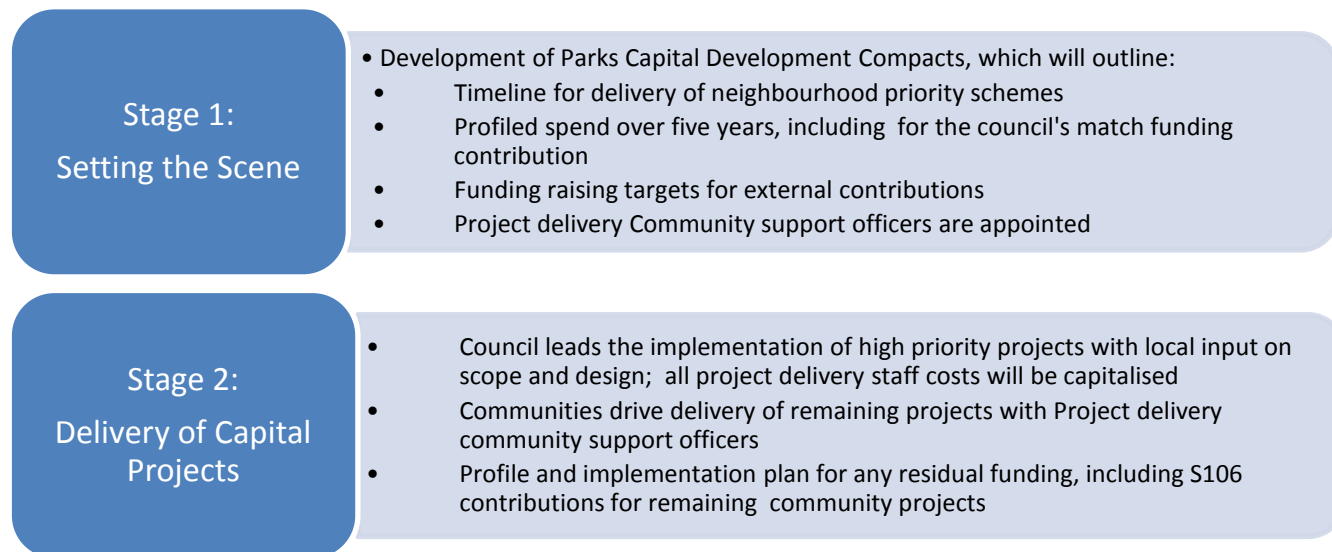 Stage 1:
Setting the Scene
• Development of Parks Capital Development Compacts, which will outline:
• Timeline for delivery of neighbourhood priority schemes
• Profiled spend over five years, including for the council's match funding
contribution
• Funding raising targets for external contributions
• Project delivery Community support officers are appointed
Stage 2:
Delivery of Capital
Projects
• Council leads the implementation of high priority projects with local input on
scope and design; all project delivery staff costs will be capitalised
• Communities drive delivery of remaining projects with Project delivery
community support officers
• Profile and implementation plan for any residual funding, including S106
contributions for remaining community projects